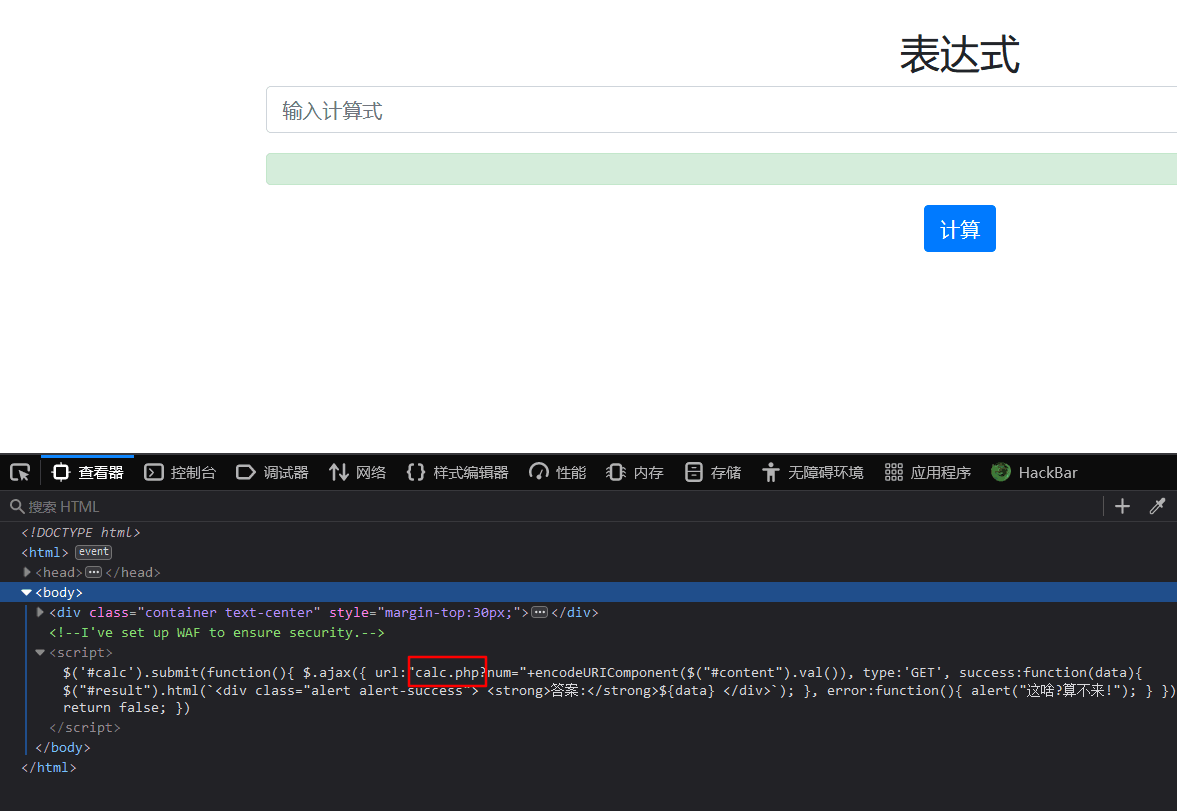 表达式
输入计算式
计算
查看器 控制台 调试器 网络 样式编辑器 性能 内存 存储 无障碍环境 应用程序 HackBar
搜索 HTML
<!DOCTYPE html>
<html> event
<head> ••• </head>
<body>
<div class="container text-center" style="margin-top:30px;"> ••• </div>
<!--I've set up WAF to ensure security.-->
<script>
$('#calc').submit(function(){ $.ajax({ url:"calc.php?num="+encodeURIComponent($("#content").val()), type:'GET', success:function(data){
$("#result").html(`<div class="alert alert-success"> <strong>答案:</strong>${data} </div>`); }, error:function(){ alert("这啥?算不来!"); } })
return false; })
</script>
</body>
</html>